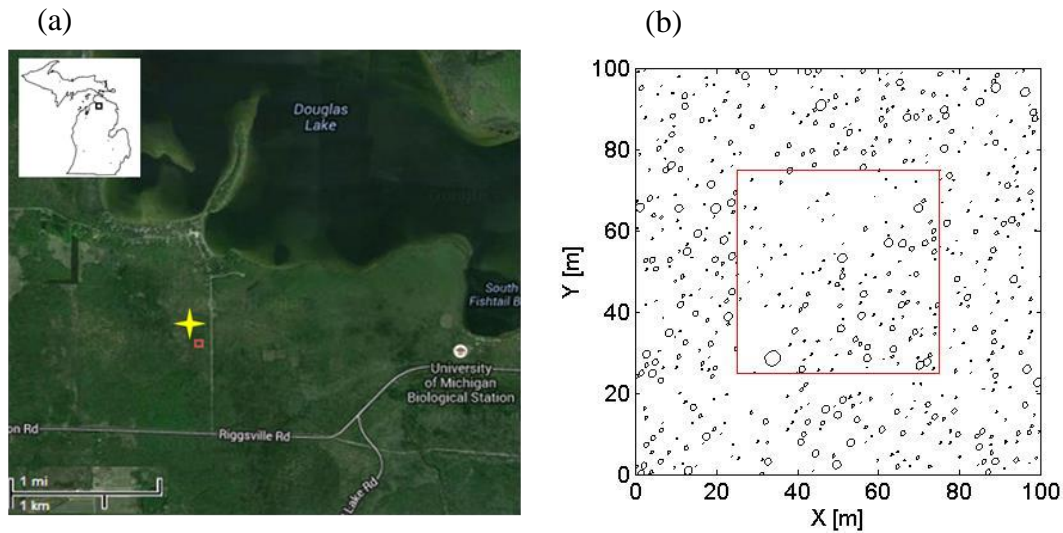 (a)
(b)
Douglas
Lake
South
Fishtail B
University
of Michigan
Biological Station
on Rd
Riggsville Rd
Lake Rd
1 mi
1 km
100
80
60
40
20
0
Y [m]
0 20 40 60 80 100
X [m]